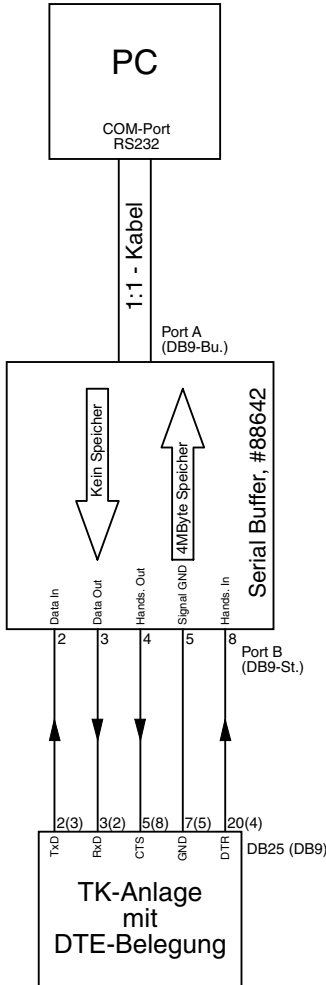 PC
COM-Port
RS232
1:1 - Kabel
Port A
(DB9-Bu.)
Kein Speicher
4MByte Speicher
Serial Buffer, #88642
Data In
Data Out
Hands. Out
Signal GND
Hands. In
2
3
4
5
8
Port B
(DB9-St.)
2(3)
3(2)
5(8)
7(5)
20(4)
TxD
RxD
CTS
GND
DTR
DB25 (DB9)
TK-Anlage
mit
DTE-Belegung